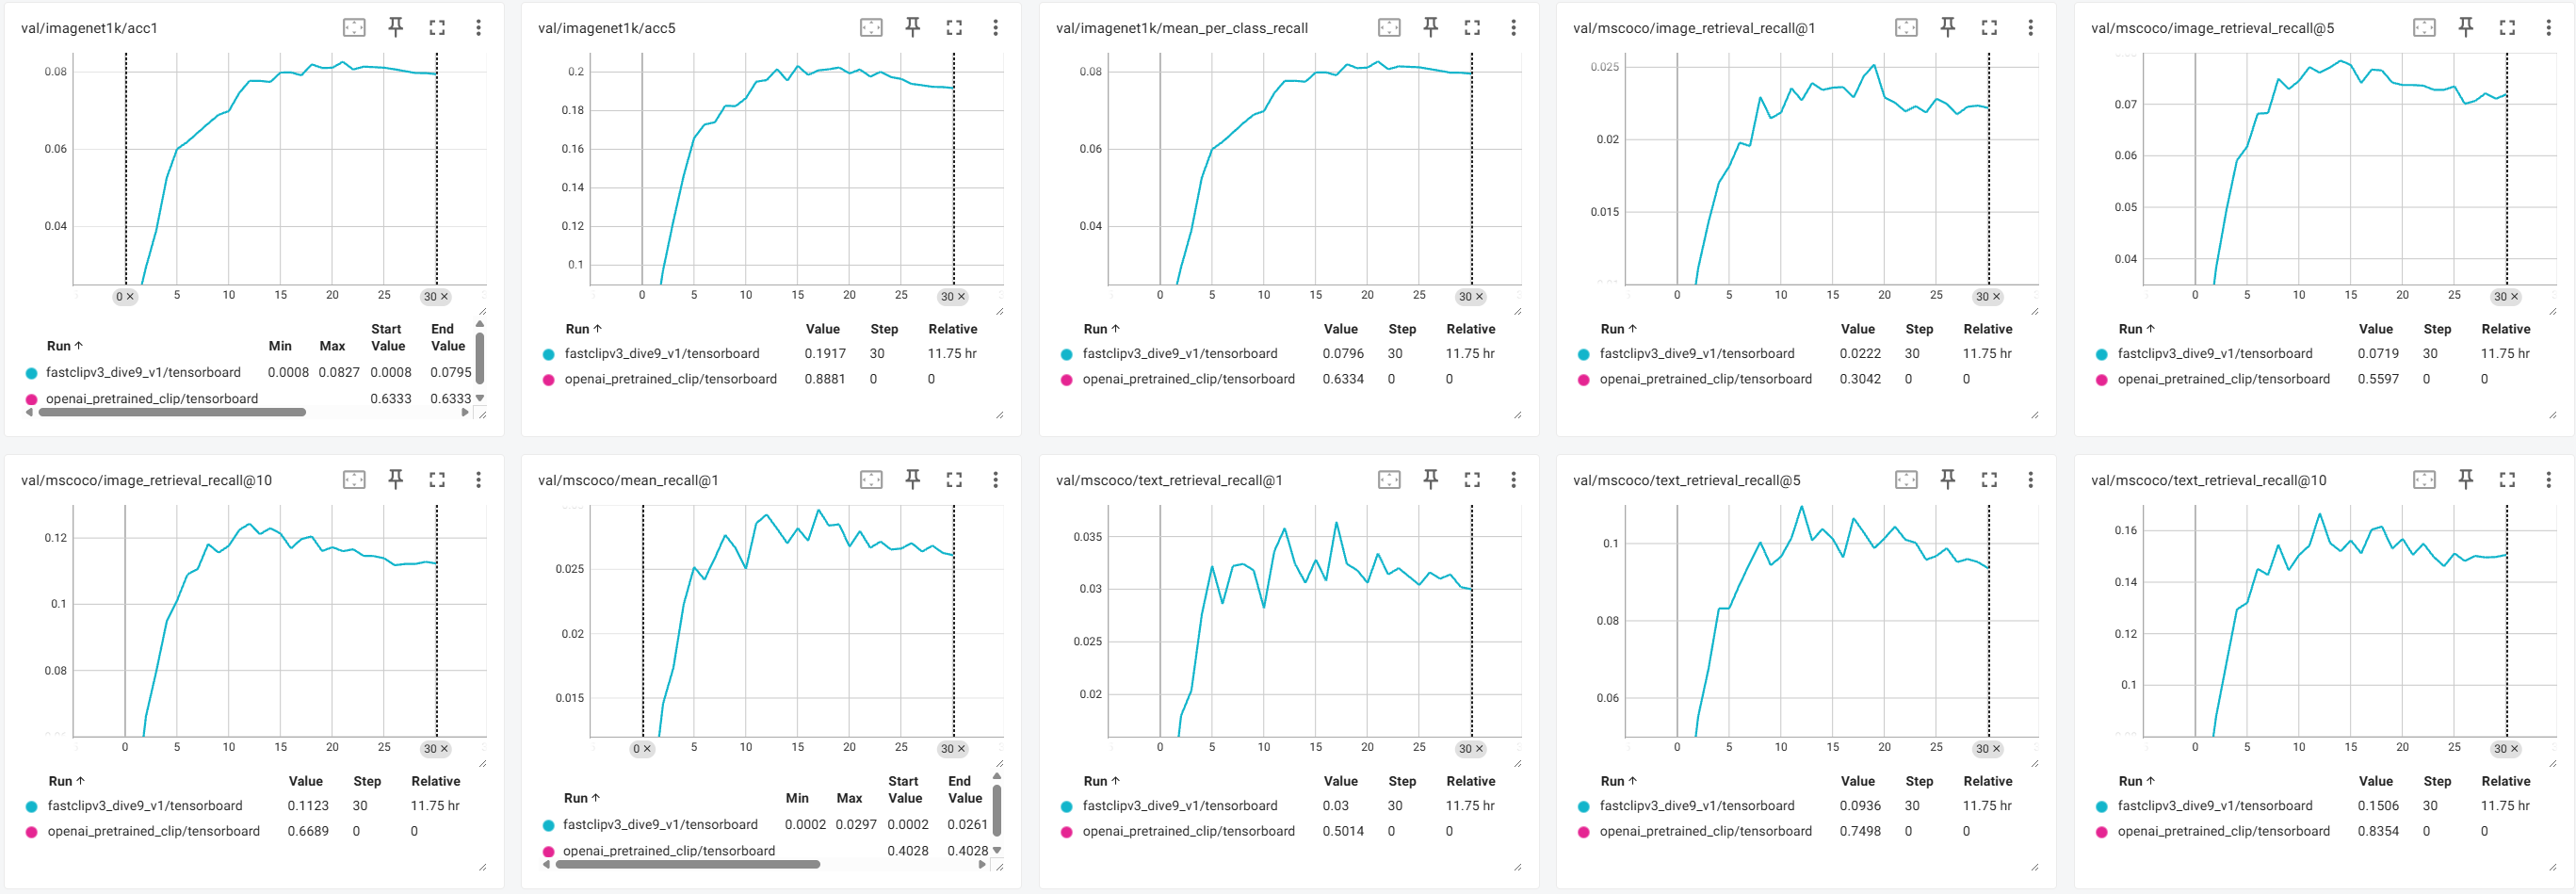 val/imagenet1k/acc1
0.08
0.06
0.04
0 ×
5
10
15
20
25
30 ×
Run ↑ Min Max Start Value End Value
fastclipv3_dive9_v1/tensorboard 0.0008 0.0827 0.0008 0.0795
openai_pretrained_clip/tensorboard 0.6333 0.6333
val/imagenet1k/acc5
0.2
0.18
0.16
0.14
0.12
0.1
0 5 10 15 20 25 30 ×
Run ↑ Value Step Relative
fastclipv3_dive9_v1/tensorboard 0.1917 30 11.75 hr
openai_pretrained_clip/tensorboard 0.8881 0 0
val/imagenet1k/mean_per_class_recall
0.08
0.06
0.04
0 5 10 15 20 25 30 ×
Run ↑ Value Step Relative
fastclipv3_dive9_v1/tensorboard 0.0796 30 11.75 hr
openai_pretrained_clip/tensorboard 0.6334 0 0
val/mscoco/image_retrieval_recall@1
0.025
0.02
0.015
0 5 10 15 20 25 30 ×
Run ↑ Value Step Relative
fastclipv3_dive9_v1/tensorboard 0.0222 30 11.75 hr
openai_pretrained_clip/tensorboard 0.3042 0 0
val/mscoco/image_retrieval_recall@5
0.07
0.06
0.05
0.04
0 5 10 15 20 25 30 ×
Run ↑ Value Step Relative
fastclipv3_dive9_v1/tensorboard 0.0719 30 11.75 hr
openai_pretrained_clip/tensorboard 0.5597 0 0
val/mscoco/image_retrieval_recall@10
0.12
0.1
0.08
0 5 10 15 20 25 30 ×
Run ↑ Value Step Relative
fastclipv3_dive9_v1/tensorboard 0.1123 30 11.75 hr
openai_pretrained_clip/tensorboard 0.6689 0 0
val/mscoco/mean_recall@1
0.025
0.02
0.015
0 × 5 10 15 20 25 30 ×
Run ↑ Min Max Start Value End Value
fastclipv3_dive9_v1/tensorboard 0.0002 0.0297 0.0002 0.0261
openai_pretrained_clip/tensorboard 0.4028 0.4028
val/mscoco/text_retrieval_recall@1
0.035
0.03
0.025
0.02
0 5 10 15 20 25 30 ×
Run ↑ Value Step Relative
fastclipv3_dive9_v1/tensorboard 0.03 30 11.75 hr
openai_pretrained_clip/tensorboard 0.5014 0 0
val/mscoco/text_retrieval_recall@5
0.1
0.08
0.06
0 5 10 15 20 25 30 ×
Run ↑ Value Step Relative
fastclipv3_dive9_v1/tensorboard 0.0936 30 11.75 hr
openai_pretrained_clip/tensorboard 0.7498 0 0
val/mscoco/text_retrieval_recall@10
0.16
0.14
0.12
0.1
0 5 10 15 20 25 30 ×
Run ↑ Value Step Relative
fastclipv3_dive9_v1/tensorboard 0.1506 30 11.75 hr
openai_pretrained_clip/tensorboard 0.8354 0 0